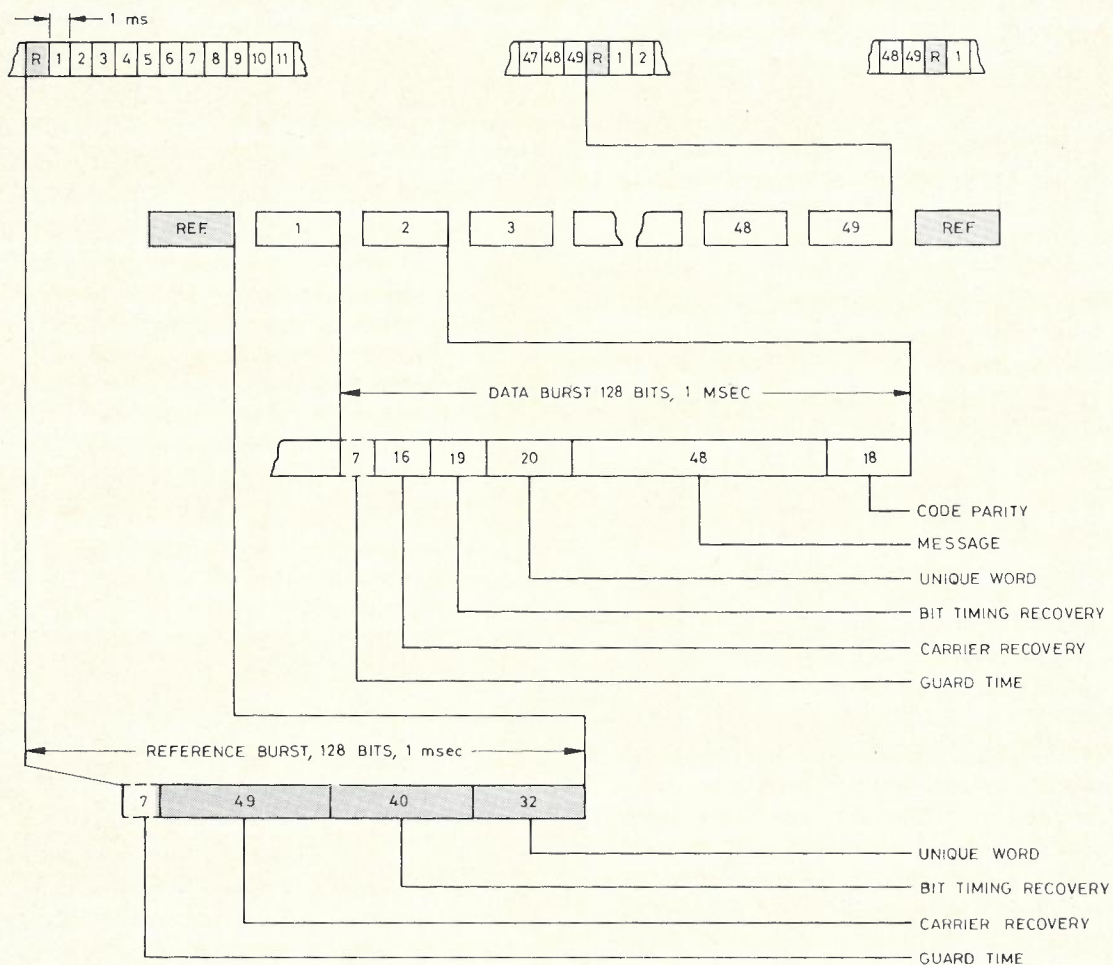 1 ms
R 1 2 3 4 5 6 7 8 9 10 11
47 48 49 R 1 2
48 49 R 1
REF. 1 2 3 48 49 REF
DATA BURST 128 BITS, 1 MSEC
7 16 19 20 48 18
CODE PARITY
MESSAGE
UNIQUE WORD
BIT TIMING RECOVERY
CARRIER RECOVERY
GUARD TIME
REFERENCE BURST, 128 BITS, 1 msec
7 49 40 32
UNIQUE WORD
BIT TIMING RECOVERY
CARRIER RECOVERY
GUARD TIME